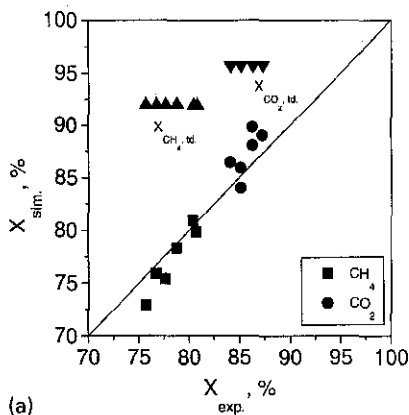 100
95
90
85
80
75
70
X sim. , %
X CO2, td.
X CH4, td.
CH4
CO2
70 75 80 85 90 95 100
(a)
X exp. , %